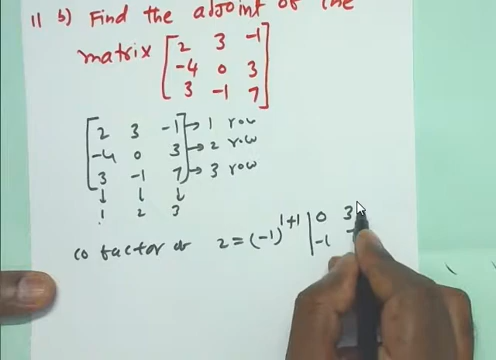 11 b) Find the adjoint of the
matrix [2 3 -1
-4 0 3
3 -1 7]
[2 3 -1] → 1 row
-4 0 3 → 2 row
3 -1 7 → 3 row
↓ ↓ ↓
1 2 3
co factor of 2 = (-1)^1+1 | 0 3
-1